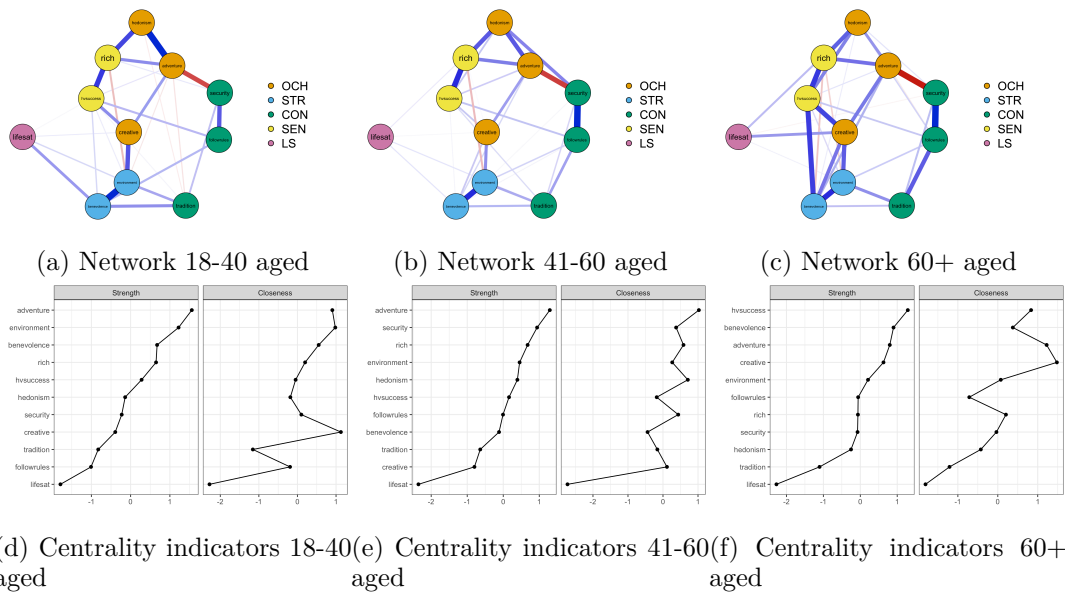 hedonism
rich
adventure
security
hvsuccess
creative
lifesat
followrules
environment
benevolence
tradition
OCH
STR
CON
SEN
LS
hedonism
rich
adventure
security
hvsuccess
creative
lifesat
followrules
environment
benevolence
tradition
OCH
STR
CON
SEN
LS
hedonism
rich
adventure
security
hvsuccess
creative
lifesat
followrules
environment
benevolence
tradition
OCH
STR
CON
SEN
LS
(a) Network 18-40 aged
(b) Network 41-60 aged
(c) Network 60+ aged
Strength Closeness
adventure
environment
benevolence
rich
hvsuccess
hedonism
security
creative
tradition
followrules
lifesat
-1 0 1 -2 -1 0 1
Strength Closeness
adventure
security
rich
environment
hedonism
hvsuccess
followrules
benevolence
tradition
creative
lifesat
-2 -1 0 1 -2 -1 0 1
Strength Closeness
hvsuccess
benevolence
adventure
creative
environment
followrules
rich
security
hedonism
tradition
lifesat
-2 -1 0 1 -1 0 1
(d) Centrality indicators 18-40
aged
(e) Centrality indicators 41-60
aged
(f) Centrality indicators 60+
aged